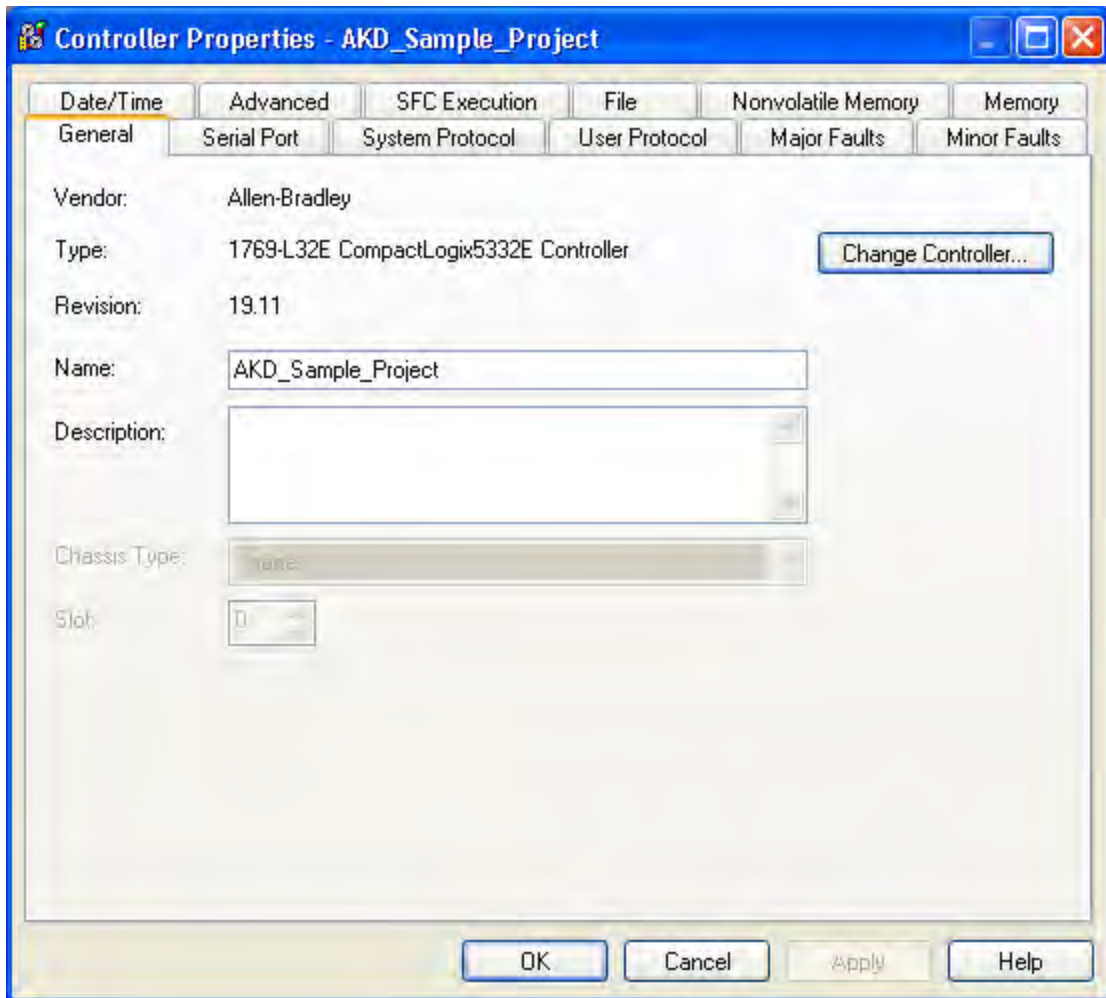 Controller Properties - AKD_Sample_Project
Date/Time Advanced SFC Execution File Nonvolatile Memory Memory
General Serial Port System Protocol User Protocol Major Faults Minor Faults
Vendor: Allen-Bradley
Type: 1769-L32E CompactLogix5332E Controller Change Controller...
Revision: 19.11
Name: AKD_Sample_Project
Description:
Chassis Type: <none>
Slot: 0
OK Cancel Apply Help